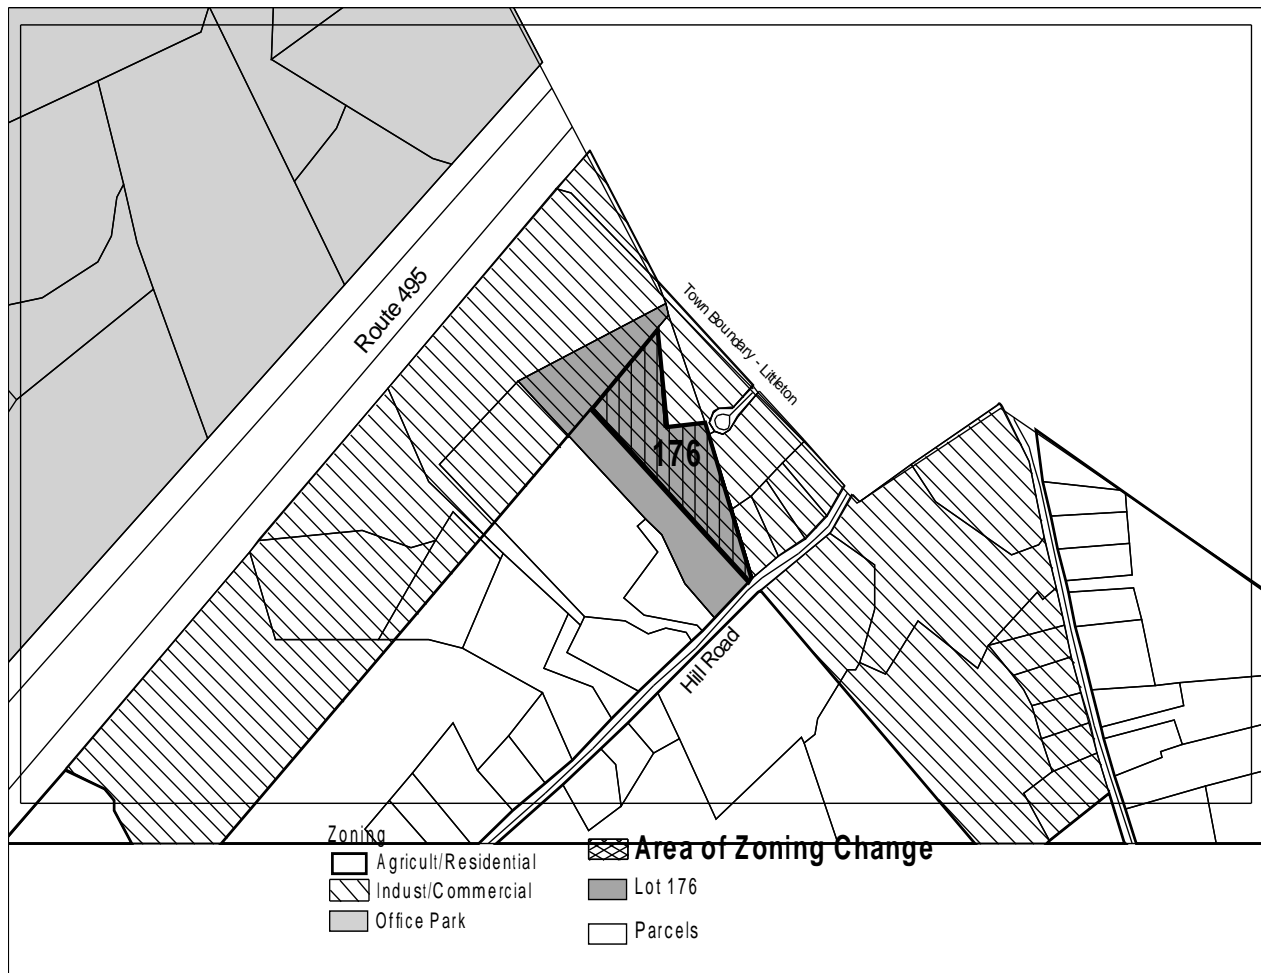 Route 495
Town Boundary - Littleton
176
Hill Road
Zoning
Agricult/Residential
Indust/Commercial
Office Park
Area of Zoning Change
Lot 176
Parcels